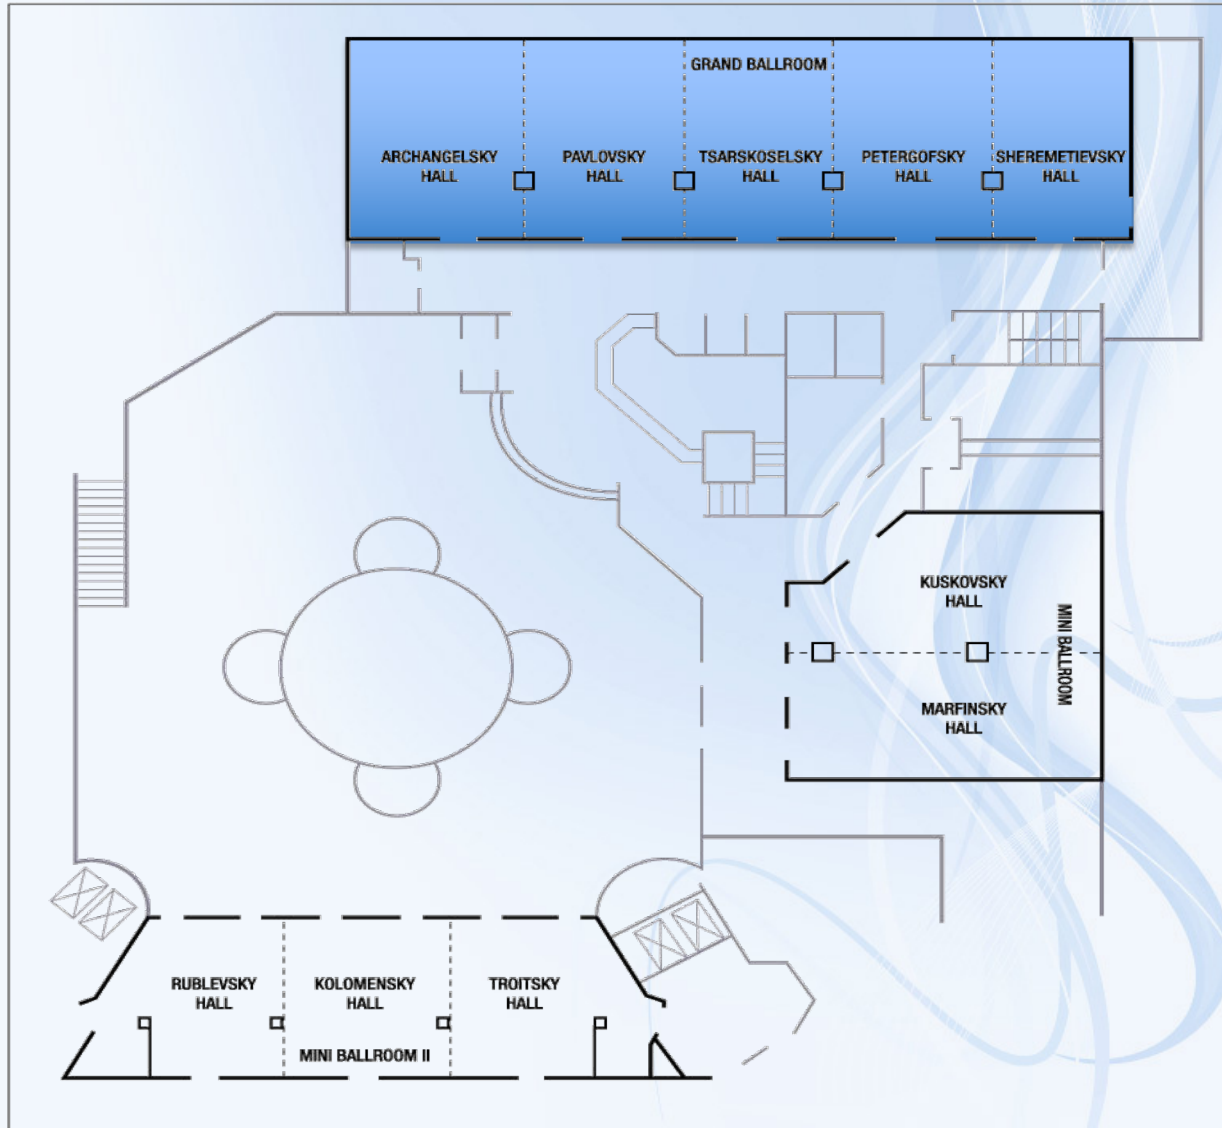 GRAND BALLROOM
ARCHANGELSKY
HALL
PAVLOVSKY
HALL
TSARSKOSELSKY
HALL
PETERGOFSKY
HALL
SHEREMETIEVSKY
HALL
KUSKOVSKY
HALL
MINI BALLROOM
MARFINSKY
HALL
RUBLEVSKY
HALL
KOLOMENSKY
HALL
TROITSKY
HALL
MINI BALLROOM II